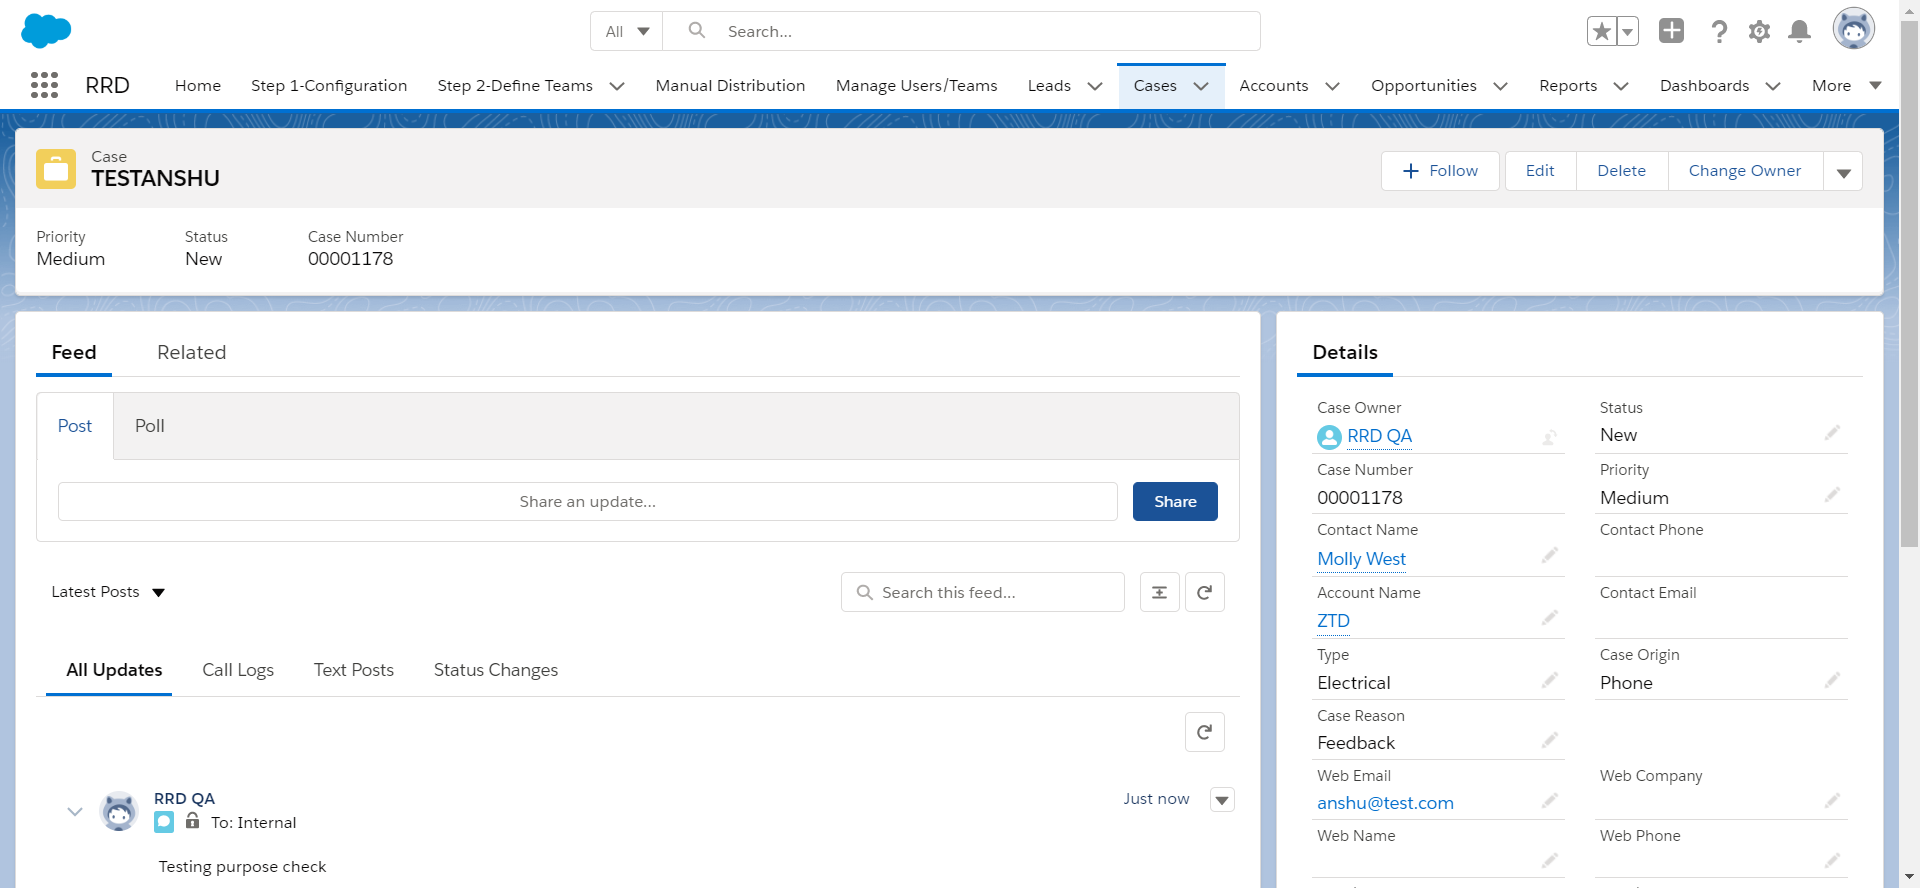 All
Search...
RRD
Home
Step 1-Configuration
Step 2-Define Teams
Manual Distribution
Manage Users/Teams
Leads
Cases
Accounts
Opportunities
Reports
Dashboards
More
Case
TESTANSHU
Follow
Edit
Delete
Change Owner
Priority
Medium
Status
New
Case Number
00001178
Feed
Related
Post
Poll
Share an update...
Share
Latest Posts
Search this feed...
All Updates
Call Logs
Text Posts
Status Changes
RRD QA
Just now
To: Internal
Testing purpose check
Details
Case Owner
RRD QA
Status
New
Case Number
00001178
Priority
Medium
Contact Name
Molly West
Contact Phone
Account Name
ZTD
Contact Email
Type
Electrical
Case Origin
Phone
Case Reason
Feedback
Web Email
anshu@test.com
Web Company
Web Name
Web Phone